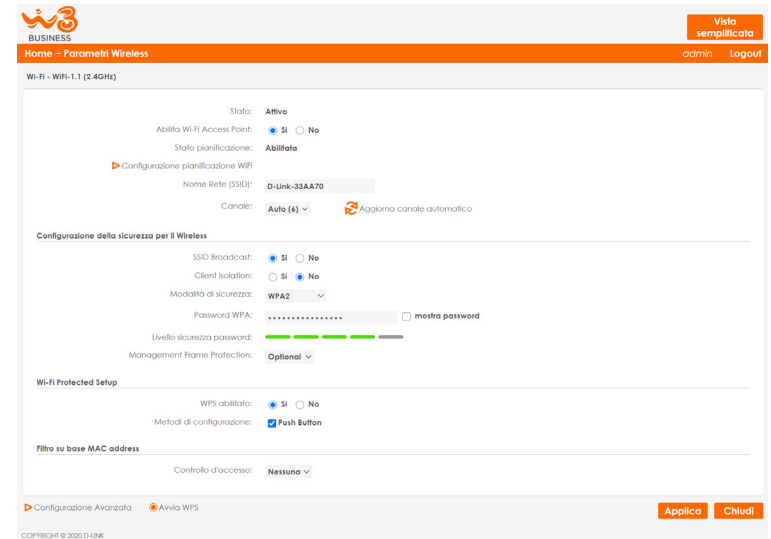 W3
BUSINESS
Vista semplificata
Home – Parametri Wireless
admin Logout
Wi-Fi - WiFi-1.1 (2.4GHz)
Stato: Attivo
Abilita Wi-Fi Access Point: Si No
Stato pianificazione: Abilitata
Configurazione pianificazione WiFi
Nome Rete (SSID): D-Link-33AA70
Canale: Auto (6) Aggiorna canale automatico
Configurazione della sicurezza per il Wireless
SSID Broadcast: Si No
Client Isolation: Si No
Modalità di sicurezza: WPA2
Password WPA: •••••••••••••••• mostra password
Livello sicurezza password:
Management Frame Protection: Optional
Wi-Fi Protected Setup
WPS abilitato: Si No
Metodi di configurazione: Push Button
Filtro su base MAC address
Controllo d'accesso: Nessuna
Configurazione Avanzata Avvia WPS
Applica Chiudi
COPYRIGHT © 2020 D-LINK